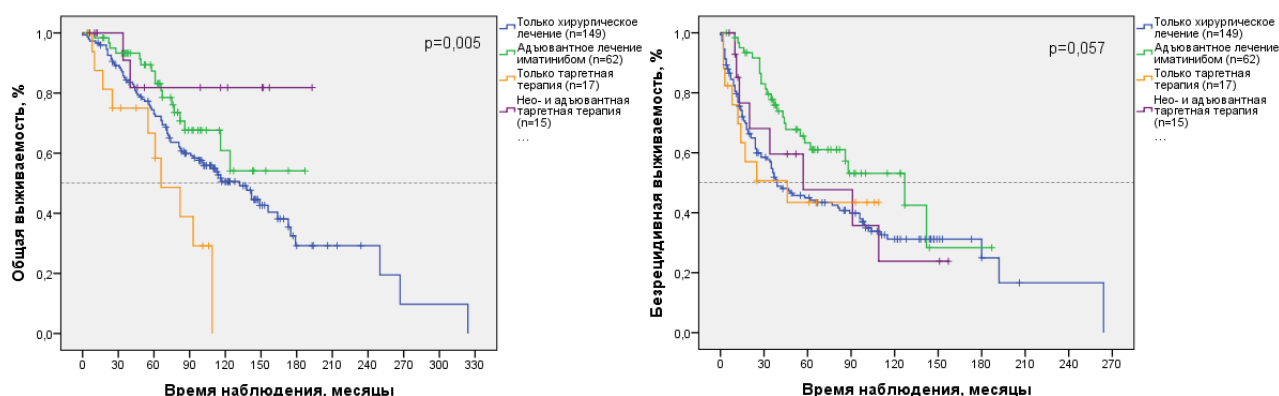 Общая выживаемость, %
1,0
0,8
0,6
0,4
0,2
0,0
p=0,005
0 30 60 90 120 150 180 210 240 270 300 330
Время наблюдения, месяцы
Только хирургическое
лечение (n=149)
Адъювантное лечение
иматинибом (n=62)
Только таргетная
терапия (n=17)
Нео- и адъювантная
таргетная терапия
(n=15)
...
Безрецидивная выживаемость, %
1,0
0,8
0,6
0,4
0,2
0,0
p=0,057
0 30 60 90 120 150 180 210 240 270
Время наблюдения, месяцы
Только хирургическое
лечение (n=149)
Адъювантное лечение
иматинибом (n=62)
Только таргетная
терапия (n=17)
Нео- и адъювантная
таргетная терапия
(n=15)
...